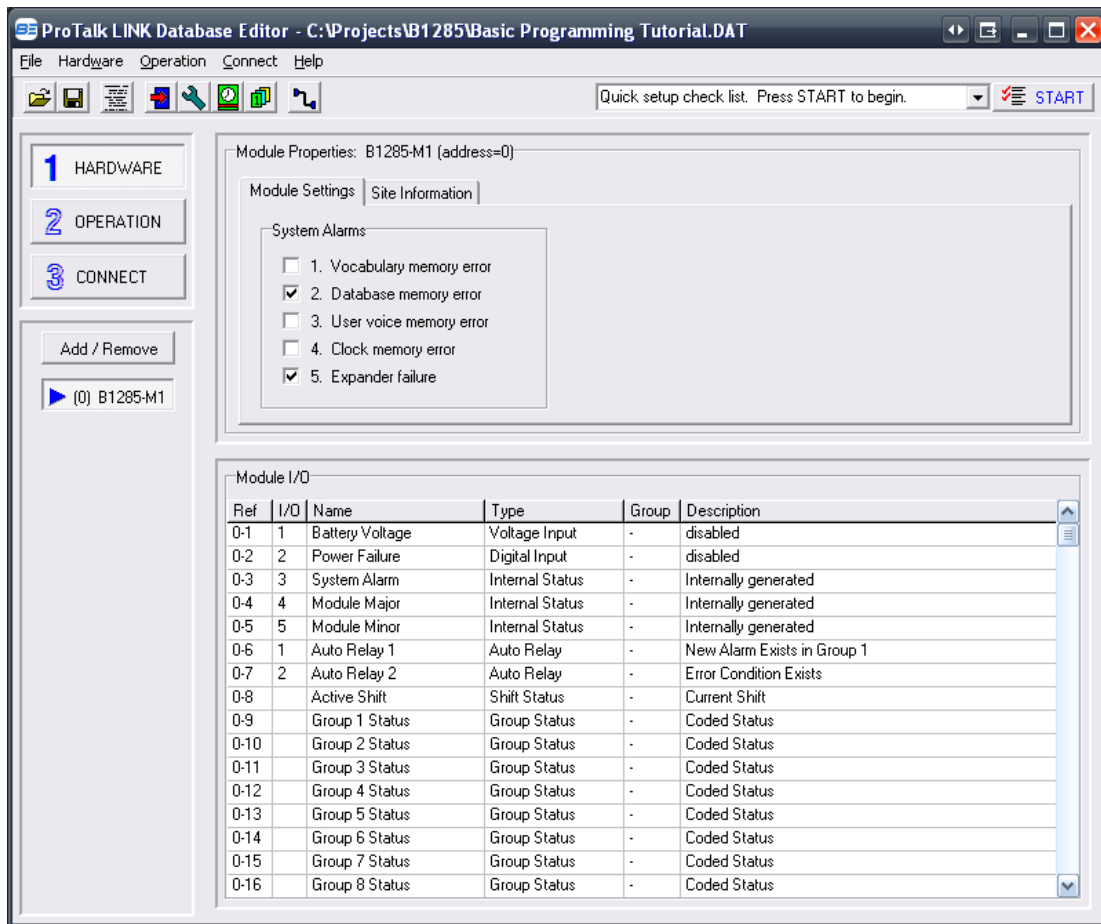 ProTalk LINK Database Editor - C:\Projects\B1285\Basic Programming Tutorial.DAT
File Hardware Operation Connect Help
Quick setup check list. Press START to begin. START
1 HARDWARE
2 OPERATION
3 CONNECT
Add / Remove
(0) B1285-M1
Module Properties: B1285-M1 (address=0)
Module Settings Site Information
System Alarms
1. Vocabulary memory error
2. Database memory error
3. User voice memory error
4. Clock memory error
5. Expander failure
Module I/O
Ref I/O Name Type Group Description
0-1 1 Battery Voltage Voltage Input - disabled
0-2 2 Power Failure Digital Input - disabled
0-3 3 System Alarm Internal Status - Internally generated
0-4 4 Module Major Internal Status - Internally generated
0-5 5 Module Minor Internal Status - Internally generated
0-6 1 Auto Relay 1 Auto Relay - New Alarm Exists in Group 1
0-7 2 Auto Relay 2 Auto Relay - Error Condition Exists
0-8 Active Shift Shift Status - Current Shift
0-9 Group 1 Status Group Status - Coded Status
0-10 Group 2 Status Group Status - Coded Status
0-11 Group 3 Status Group Status - Coded Status
0-12 Group 4 Status Group Status - Coded Status
0-13 Group 5 Status Group Status - Coded Status
0-14 Group 6 Status Group Status - Coded Status
0-15 Group 7 Status Group Status - Coded Status
0-16 Group 8 Status Group Status - Coded Status